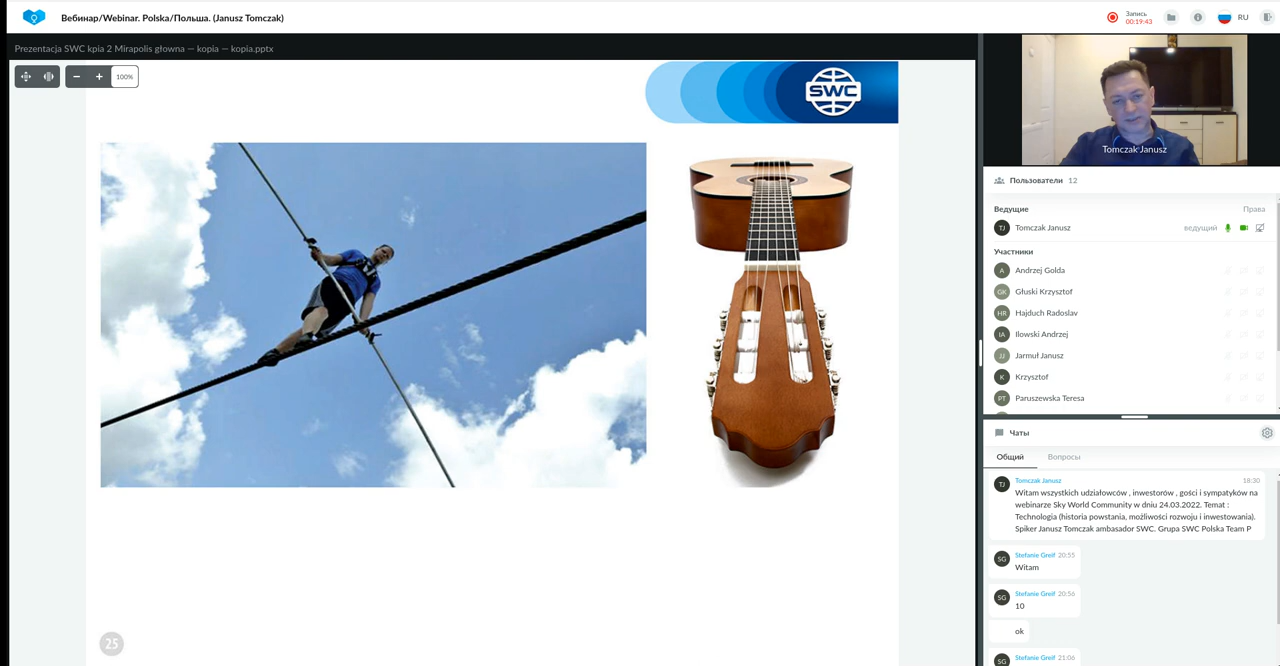 Вебинар/Webinar. Polska/Польша. (Janusz Tomczak)
Запись
00:19:43
RU
Prezentacja SWC kpia 2 Mirapolis głowna — kopia — kopia.pptx
100%
SWC
25
Tomczak Janusz
Пользователи 12
Ведущие Права
TJ Tomczak Janusz ведущий
Участники
A Andrzej Golda
GK Głuski Krzysztof
HR Hajduch Radoslav
IA Ilowski Andrzej
JJ Jarmuł Janusz
K Krzysztof
PT Paruszewska Teresa
Чаты
Общий Вопросы
TJ Tomczak Janusz 18:30
Witam wszystkich udziałowców , inwestorów , gości i sympatyków na
webinarze Sky World Community w dniu 24.03.2022. Temat :
Technologia (historia powstania, możliwości rozwoju i inwestowania).
Spiker Janusz Tomczak ambasador SWC. Grupa SWC Polska Team P
SG Stefanie Greif 20:55
Witam
SG Stefanie Greif 20:56
10
ok
SG Stefanie Greif 21:06